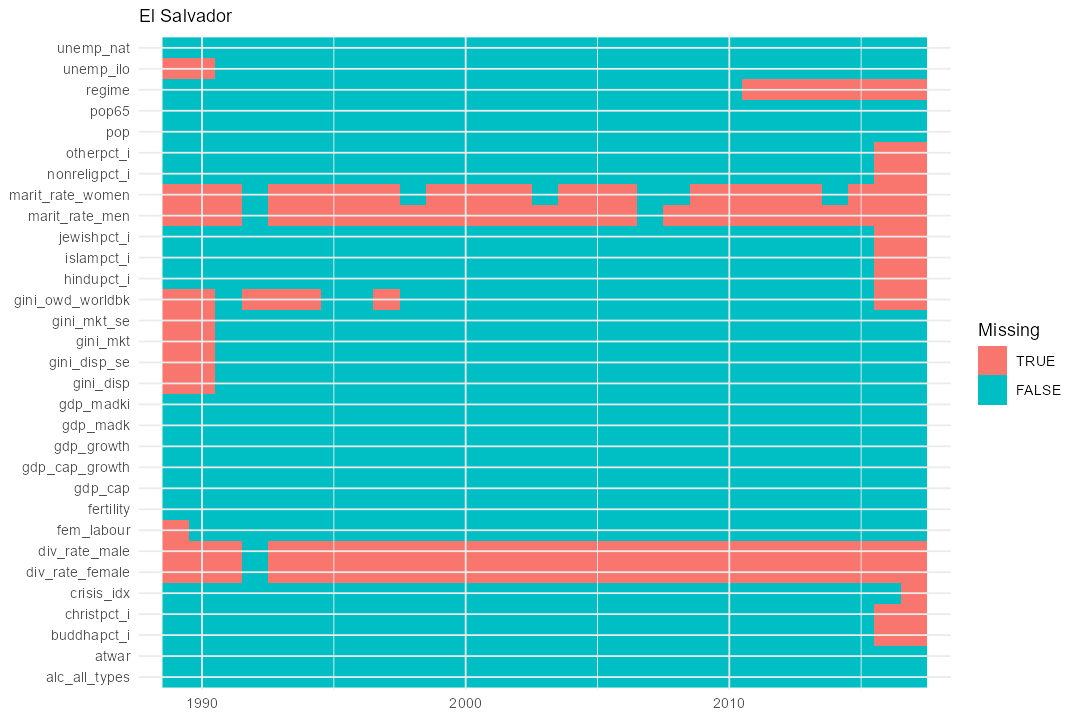 El Salvador
unemp_nat
unemp_ilo
regime
pop65
pop
otherpct_i
nonreligpct_i
marit_rate_women
marit_rate_men
jewishpct_i
islampct_i
hindupct_i
gini_owd_worldbk
gini_mkt_se
gini_mkt
gini_disp_se
gini_disp
gdp_madki
gdp_madk
gdp_growth
gdp_cap_growth
gdp_cap
fertility
fem_labour
div_rate_male
div_rate_female
crisis_idx
christpct_i
buddhapct_i
atwar
alc_all_types
1990 2000 2010
Missing
TRUE
FALSE